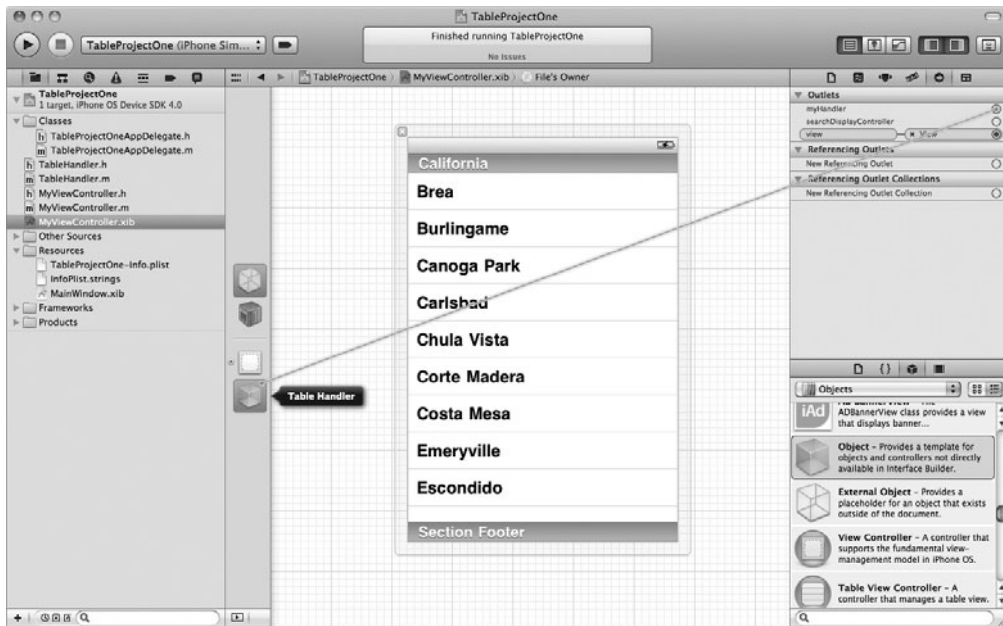 TableProjectOne
TableProjectOne (iPhone Sim...
Finished running TableProjectOne
No Issues
TableProjectOne
MyViewController.xib
File's Owner
TableProjectOne
1 target, iPhone OS Device SDK 4.0
Classes
TableProjectOneAppDelegate.h
TableProjectOneAppDelegate.m
TableHandler.h
TableHandler.m
MyViewController.h
MyViewController.m
MyViewController.xib
Other Sources
Resources
TableProjectOne-Info.plist
InfoPlist.strings
MainWindow.xib
Frameworks
Products
Table Handler
California
Brea
Burlingame
Canoga Park
Carlsbad
Chula Vista
Corte Madera
Costa Mesa
Emeryville
Escondido
Section Footer
Outlets
myHandler
searchDisplayController
view
View
Referencing Outlets
New Referencing Outlet
Referencing Outlet Collections
New Referencing Outlet Collection
Objects
iAd
ADBannerView class provides a view
that displays banner...
Object – Provides a template for
objects and controllers not directly
available in Interface Builder.
External Object – Provides a
placeholder for an object that exists
outside of the document.
View Controller – A controller that
supports the fundamental view-
management model in iPhone OS.
Table View Controller – A
controller that manages a table view.